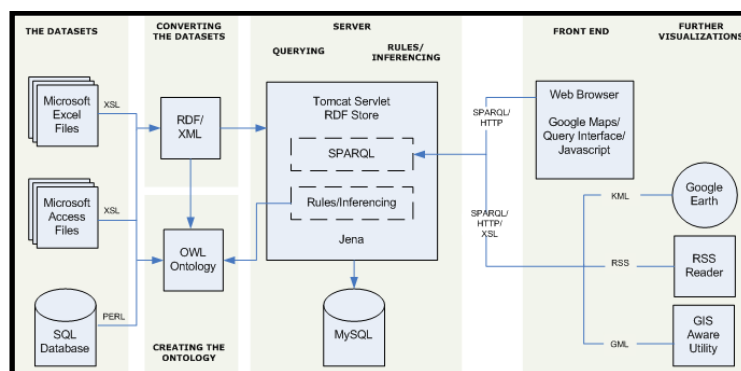 THE DATASETS
CONVERTING
THE DATASETS
SERVER
QUERYING
RULES/
INFERENCING
FRONT END
FURTHER
VISUALIZATIONS
Microsoft
Excel
Files
XSL
RDF/
XML
Tomcat Servlet
RDF Store
SPARQL
Rules/Inferencing
Jena
SPARQL/
HTTP
Web Browser
Google Maps/
Query Interface/
Javascript
Microsoft
Access
Files
XSL
OWL
Ontology
SPARQL/
HTTP/
XSL
KML
Google
Earth
RSS
RSS
Reader
SQL
Database
PERL
CREATING THE
ONTOLOGY
MySQL
GML
GIS
Aware
Utility